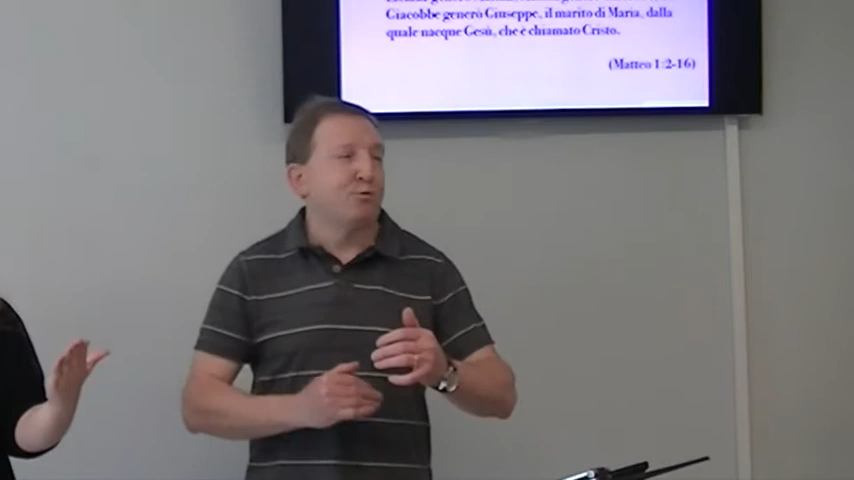 Giacobbe generò Giuseppe, il marito di Maria, dalla
quale nacque Gesù, che è chiamato Cristo.
(Matteo 1:2-16)